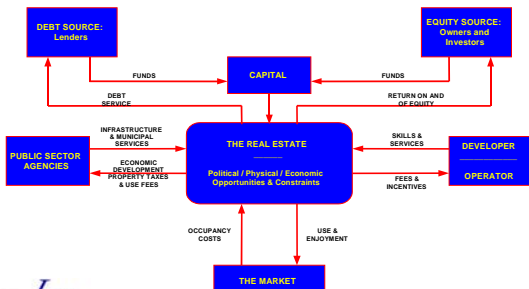 DEBT SOURCE:
Lenders
EQUITY SOURCE:
Owners and
Investors
FUNDS
CAPITAL
FUNDS
DEBT
SERVICE
RETURN ON AND
OF EQUITY
INFRASTRUCTURE
& MUNICIPAL
SERVICES
PUBLIC SECTOR
AGENCIES
ECONOMIC
DEVELOPMENT
PROPERTY TAXES
& USE FEES
THE REAL ESTATE
Political / Physical / Economic
Opportunities & Constraints
SKILLS &
SERVICES
DEVELOPER
OPERATOR
FEES &
INCENTIVES
OCCUPANCY
COSTS
USE &
ENJOYMENT
THE MARKET